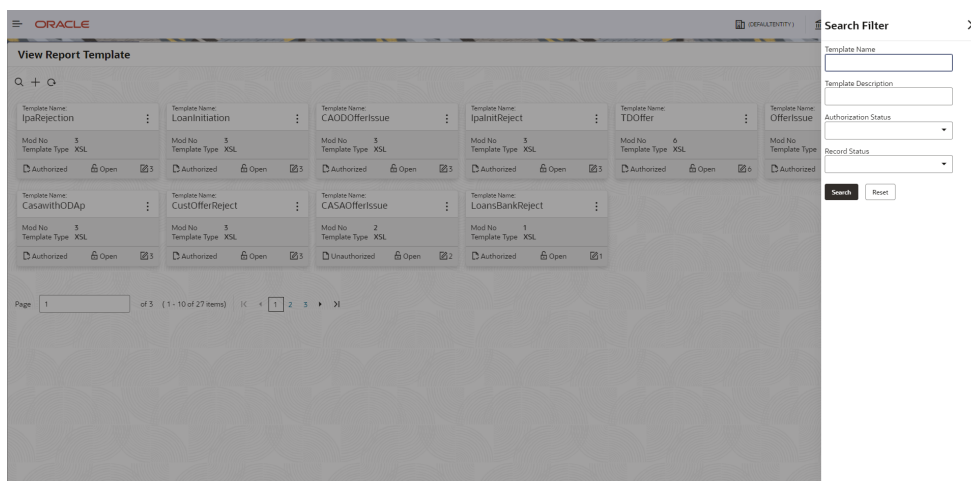 ORACLE
(DEFAULTENTITY)
Search Filter
View Report Template
Template Name
Template Description
Authorization Status
Record Status
Search Reset
Template Name:
IpaRejection
Mod No 3
Template Type XSL
Authorized Open 3
Template Name:
LoanInitiation
Mod No 3
Template Type XSL
Authorized Open 3
Template Name:
CAODOfferIssue
Mod No 3
Template Type XSL
Authorized Open 3
Template Name:
IpaInitReject
Mod No 3
Template Type XSL
Authorized Open 3
Template Name:
TDOffer
Mod No 6
Template Type XSL
Authorized Open 6
Template Name:
OfferIssue
Mod No
Template Type
Authorized
Template Name:
CasawithODAp
Mod No 3
Template Type XSL
Authorized Open 3
Template Name:
CustOfferReject
Mod No 3
Template Type XSL
Authorized Open 3
Template Name:
CASAOfferIssue
Mod No 2
Template Type XSL
Unauthorized Open 2
Template Name:
LoansBankReject
Mod No 1
Template Type XSL
Authorized Open 1
Page 1 of 3 (1 - 10 of 27 items) 1 2 3